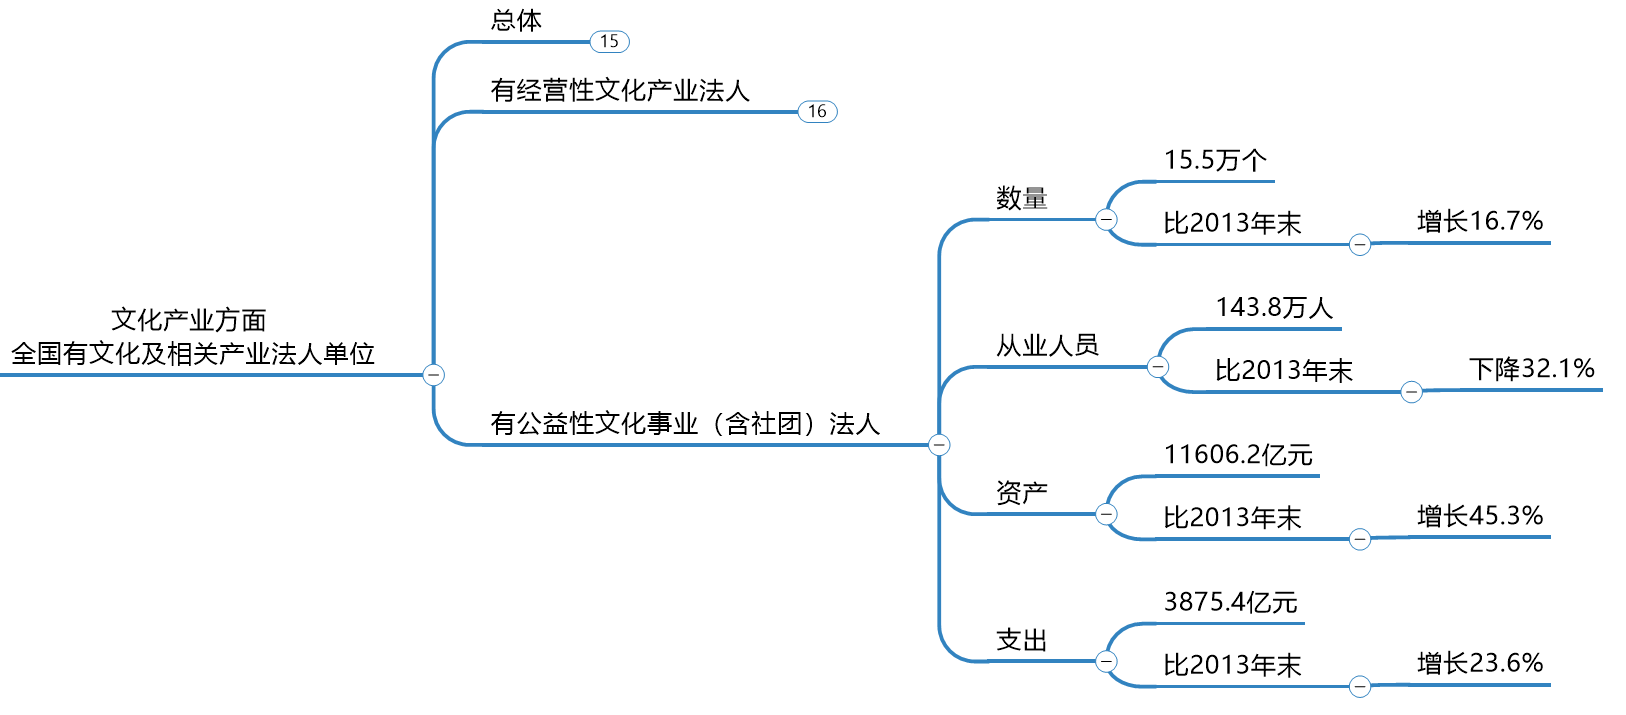 总体
15
有经营性文化产业法人
16
文化产业方面
全国有文化及相关产业法人单位
有公益性文化事业（含社团）法人
数量
15.5万个
比2013年末
增长16.7%
从业人员
143.8万人
比2013年末
下降32.1%
资产
11606.2亿元
比2013年末
增长45.3%
支出
3875.4亿元
比2013年末
增长23.6%